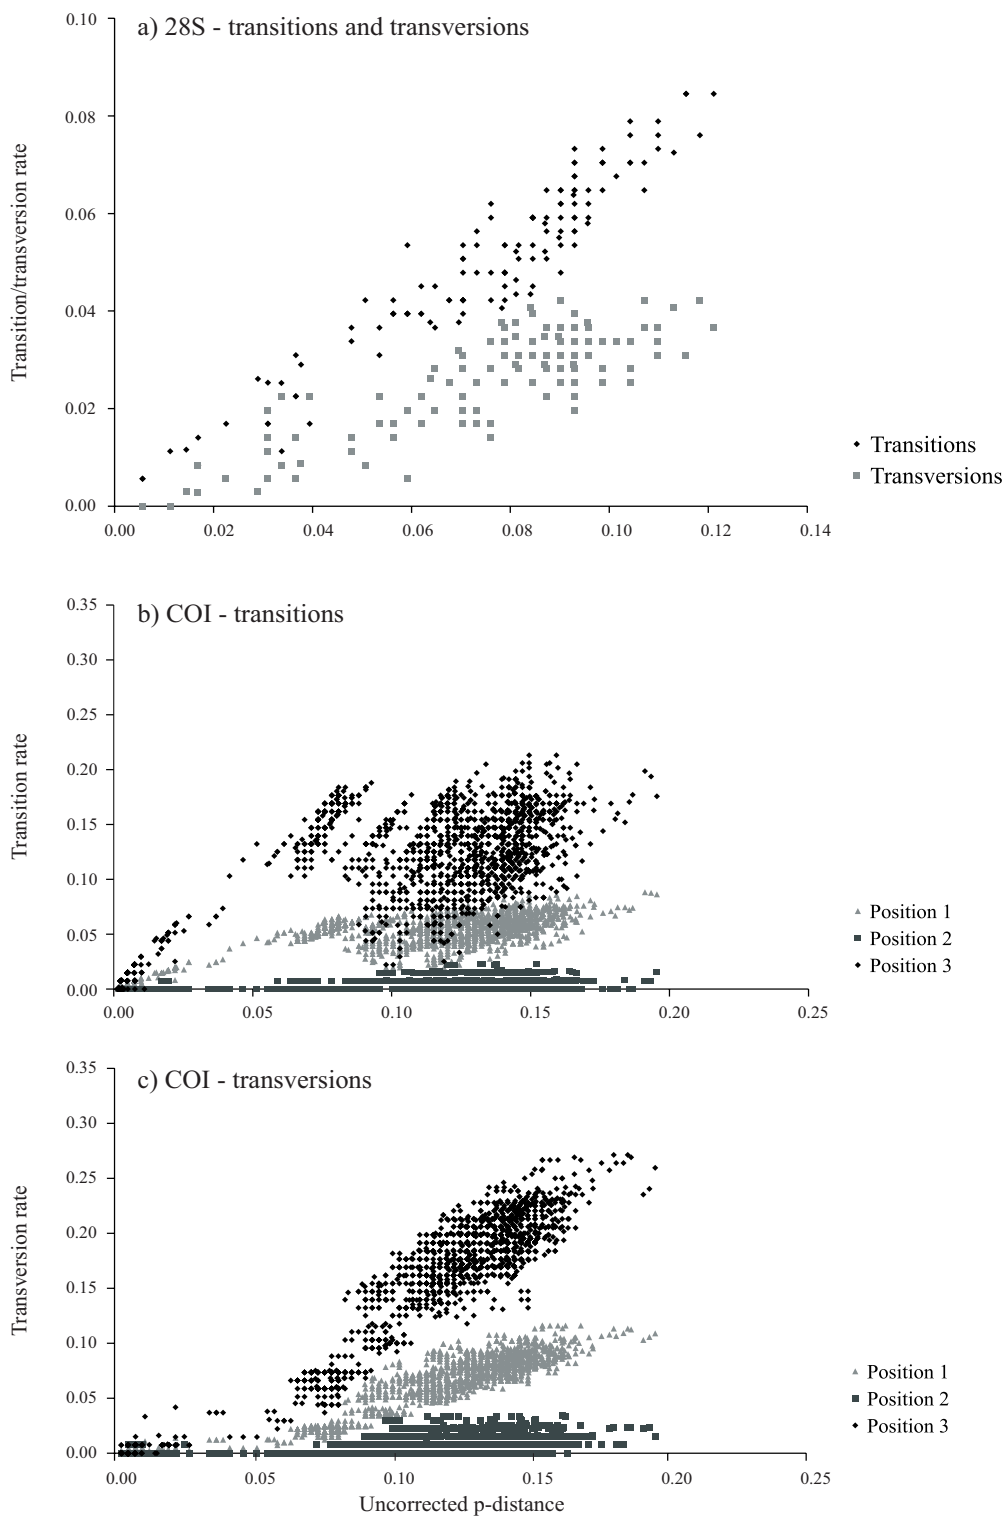 a) 28S - transitions and transversions
0.10
0.08
0.06
0.04
0.02
0.00
Transition/transversion rate
0.00 0.02 0.04 0.06 0.08 0.10 0.12 0.14
Transitions
Transversions
b) COI - transitions
0.35
0.30
0.25
0.20
0.15
0.10
0.05
0.00
Transition rate
0.00 0.05 0.10 0.15 0.20 0.25
Position 1
Position 2
Position 3
c) COI - transversions
0.35
0.30
0.25
0.20
0.15
0.10
0.05
0.00
Transversion rate
0.00 0.05 0.10 0.15 0.20 0.25
Position 1
Position 2
Position 3
Uncorrected p-distance